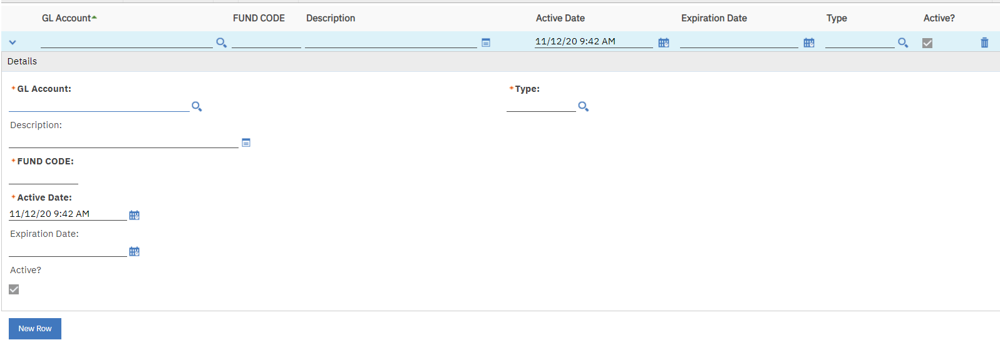 GL Account FUND CODE Description Active Date Expiration Date Type Active?
11/12/20 9:42 AM
Details
* GL Account: * Type:
Description:
* FUND CODE:
* Active Date:
11/12/20 9:42 AM
Expiration Date:
Active?
New Row